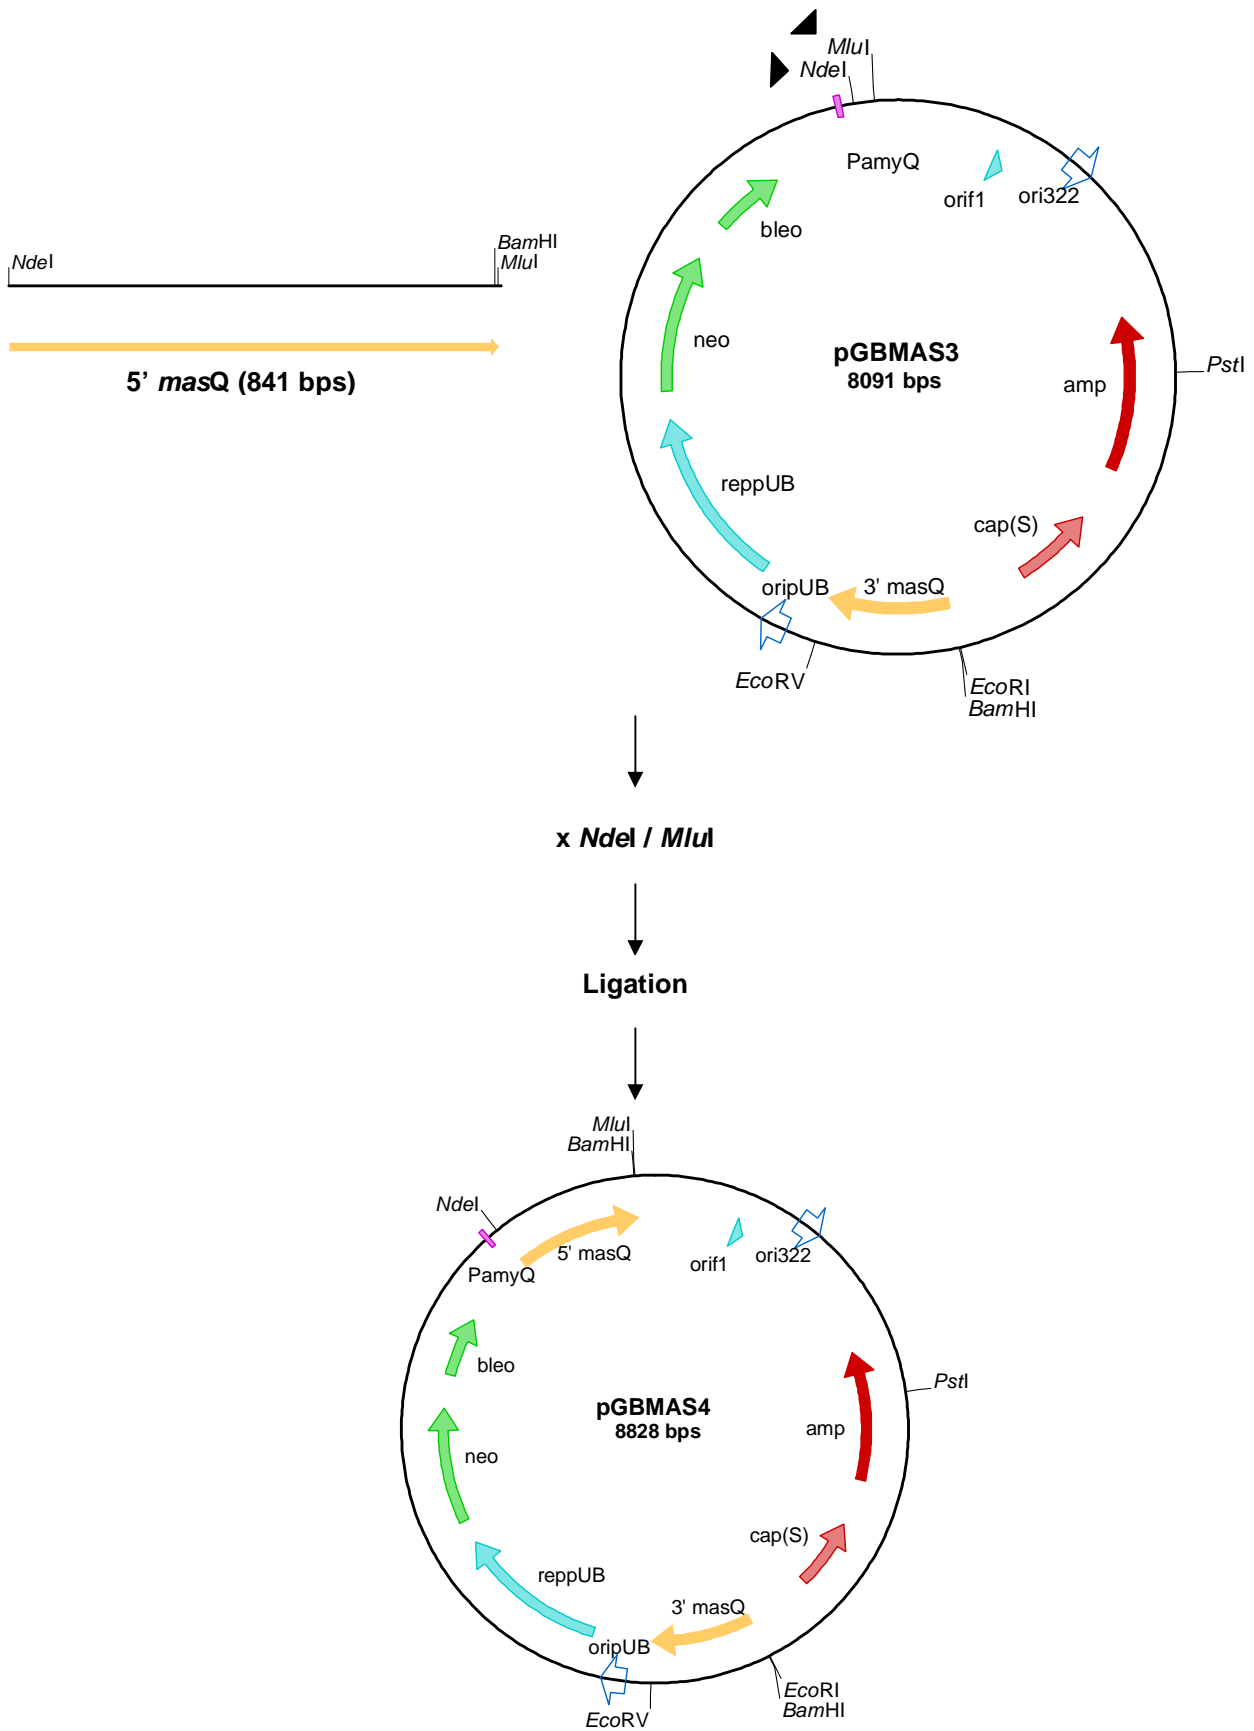 MluI
NdeI
PamyQ
orif1
ori322
bleo
NdeI
BamHI
MluI
5’ masQ (841 bps)
neo
pGBMAS3
8091 bps
amp
PstI
reppUB
cap(S)
oripUB
3' masQ
EcoRV
EcoRI
BamHI
x NdeI / MluI
Ligation
MluI
BamHI
NdeI
5' masQ
PamyQ
orif1
ori322
bleo
PstI
pGBMAS4
8828 bps
amp
neo
cap(S)
reppUB
3' masQ
oripUB
EcoRI
BamHI
EcoRV